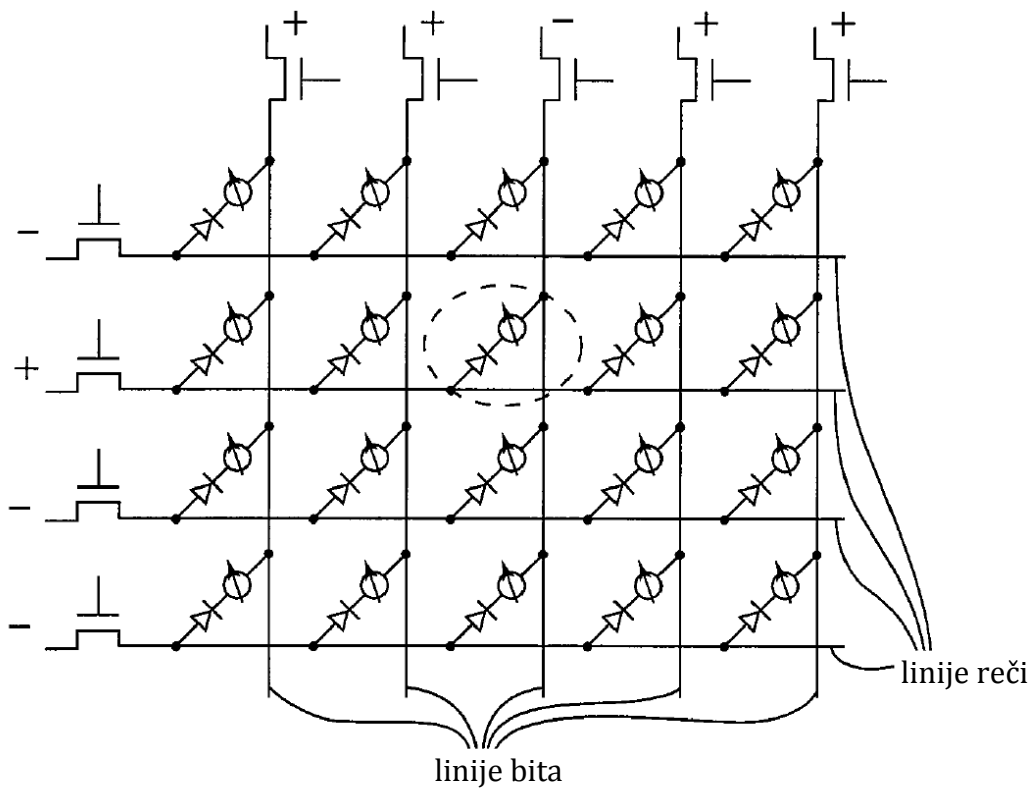 + + - + +
-
+
-
-
linije reči
linije bita